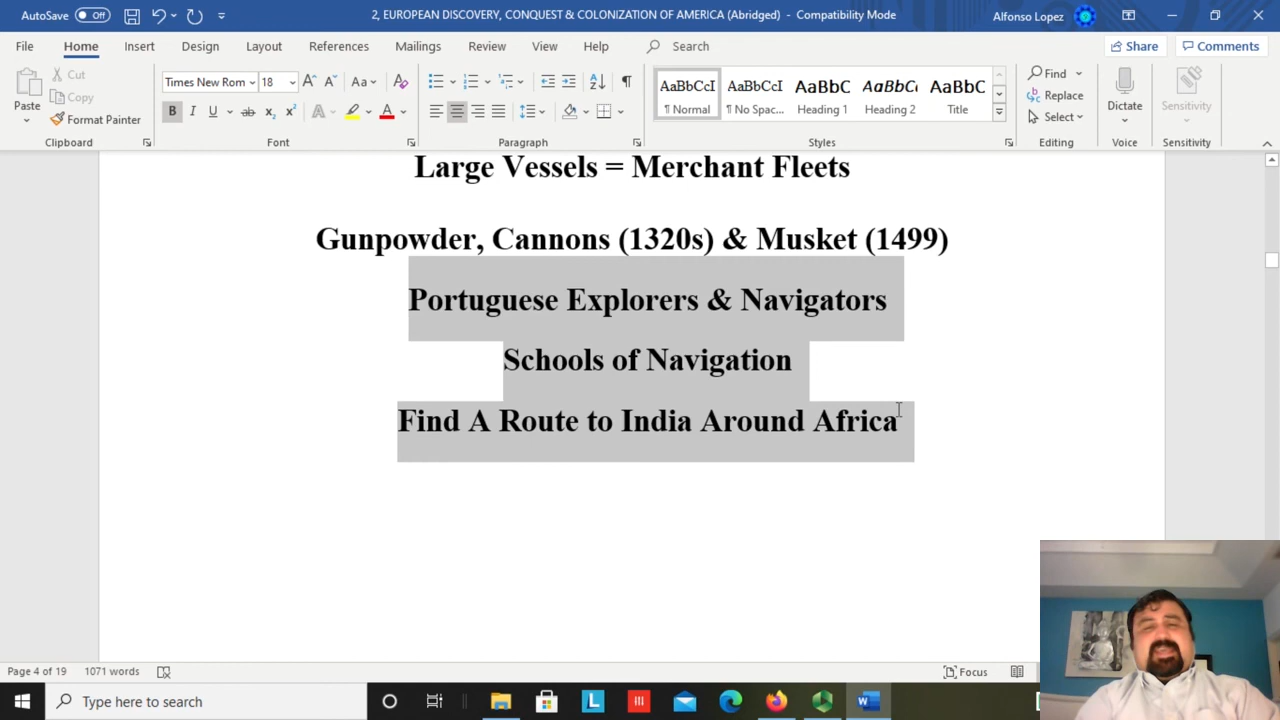 AutoSave Off
2, EUROPEAN DISCOVERY, CONQUEST & COLONIZATION OF AMERICA (Abridged) - Compatibility Mode
Alfonso Lopez
File Home Insert Design Layout References Mailings Review View Help Search
Share Comments
Paste
Cut
Copy
Format Painter
Clipboard
Times New Rom 18
Font
Paragraph
AaBbCcI AaBbCcI AaBbC AaBbCc AaBbC
¶ Normal ¶ No Spac... Heading 1 Heading 2 Title
Styles
Find
Replace
Select
Editing
Dictate
Voice
Sensitivity
Sensitivity
Large Vessels = Merchant Fleets
Gunpowder, Cannons (1320s) & Musket (1499)
Portuguese Explorers & Navigators
Schools of Navigation
Find A Route to India Around Africa
Page 4 of 19 1071 words
Focus
Type here to search